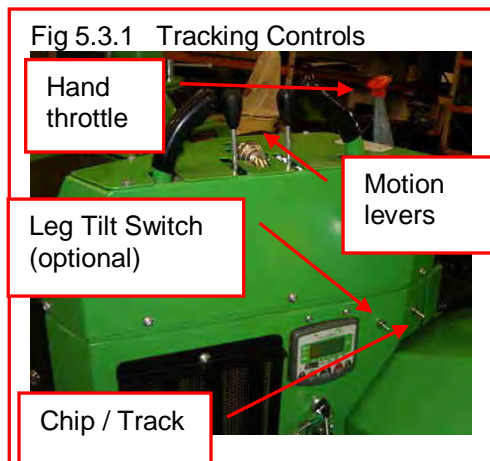 Fig 5.3.1 Tracking Controls
Hand
throttle
Motion
levers
Leg Tilt Switch
(optional)
Chip / Track